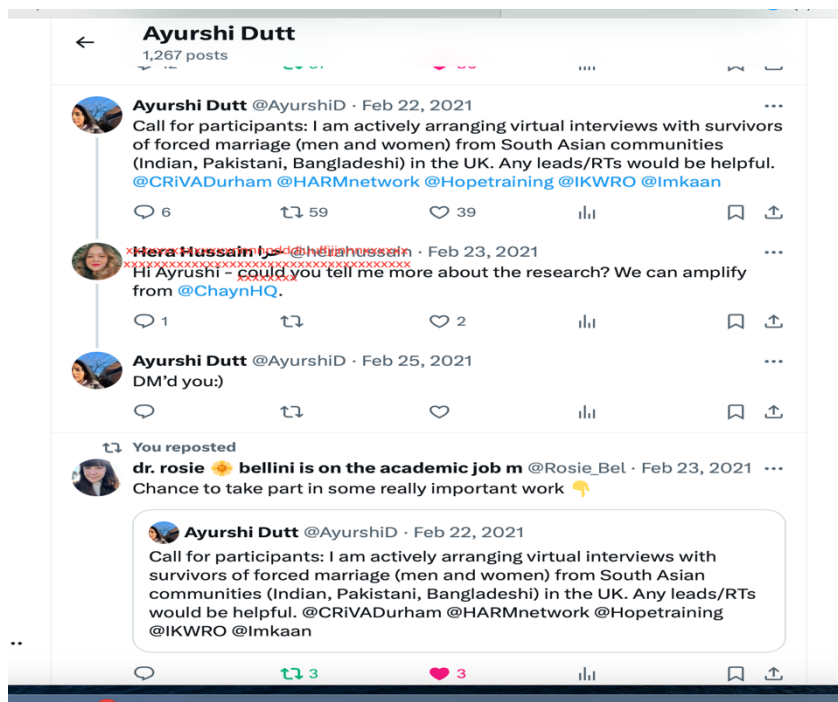 Ayurshi Dutt
1,267 posts
Ayurshi Dutt @AyurshiD · Feb 22, 2021
Call for participants: I am actively arranging virtual interviews with survivors
of forced marriage (men and women) from South Asian communities
(Indian, Pakistani, Bangladeshi) in the UK. Any leads/RTs would be helpful.
@CRiVADurham @HARMnetwork @Hopetraining @IKWRO @Imkaan
6 59 39
Hera Hussain حرا @herahussain · Feb 23, 2021
Hi Ayrushi – could you tell me more about the research? We can amplify
from @ChaynHQ.
1 2
Ayurshi Dutt @AyurshiD · Feb 25, 2021
DM'd you:)
You reposted
dr. rosie 🌼 bellini is on the academic job m @Rosie_Bel · Feb 23, 2021
Chance to take part in some really important work 👇
Ayurshi Dutt @AyurshiD · Feb 22, 2021
Call for participants: I am actively arranging virtual interviews with
survivors of forced marriage (men and women) from South Asian
communities (Indian, Pakistani, Bangladeshi) in the UK. Any leads/RTs
would be helpful. @CRiVADurham @HARMnetwork @Hopetraining
@IKWRO @Imkaan
3 3